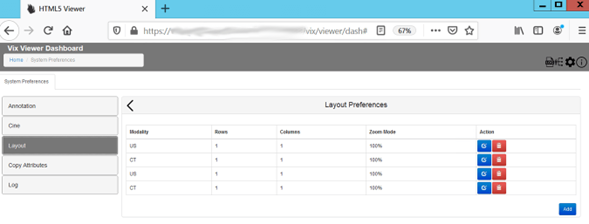 HTML5 Viewer
https://
vix/viewer/dash#
67%
Vix Viewer Dashboard
Home / System Preferences
System Preferences
Annotation
Cine
Layout
Copy Attributes
Log
Layout Preferences
Modality Rows Columns Zoom Mode Action
US 1 1 100%
CT 1 1 100%
US 1 1 100%
CT 1 1 100%
Add